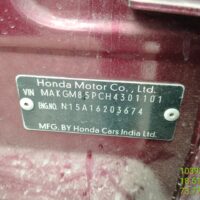 Honda Motor Co., Ltd.
VIN MAKGM85PCH4301101
ENG.NO. N15A16203674
MFG. BY Honda Cars India Ltd.